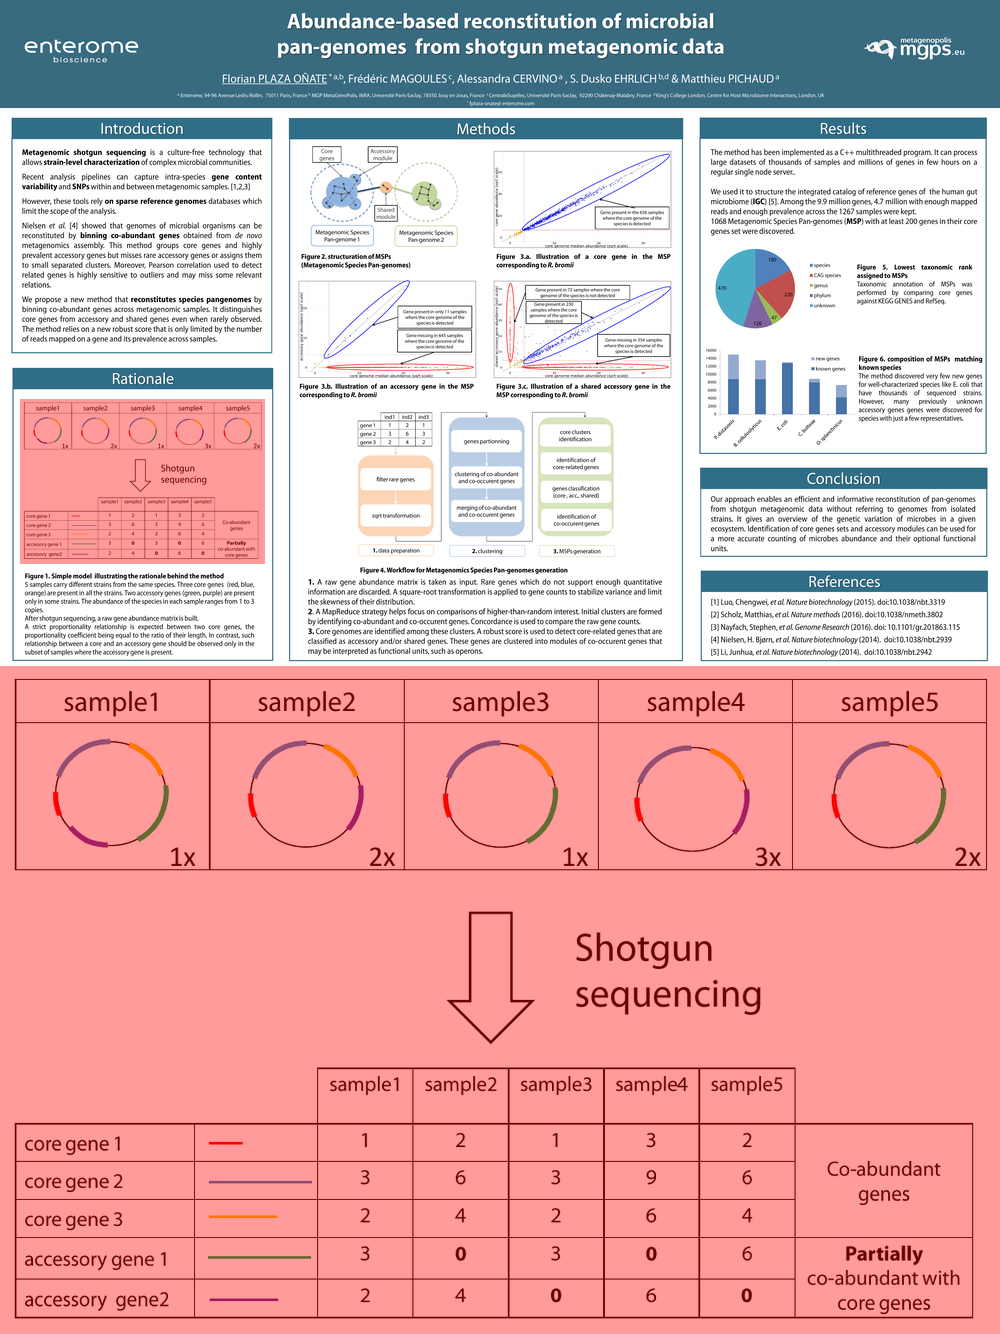 enterome
bioscience
Abundance-based reconstitution of microbial
pan-genomes from shotgun metagenomic data
metagenopolis
mgps.eu
Florian PLAZA OÑATE * a,b, Frédéric MAGOULES c, Alessandra CERVINO a , S. Dusko EHRLICH b,d & Matthieu PICHAUD a
a Enterome, 94-96 Avenue Ledru Rollin, 75011 Paris, France b MGP MetaGénoPolis, INRA, Université Paris-Saclay, 78350 Jouy en Josas, France c CentraleSupélec, Université Paris-Saclay, 92290 Châtenay-Malabry, France d King's College London, Centre for Host-Microbiome Interactions, London, UK
* fplaza-onate@enterome.com
Introduction
Metagenomic shotgun sequencing is a culture-free technology that
allows strain-level characterization of complex microbial communities.
Recent analysis pipelines can capture intra-species gene content
variability and SNPs within and between metagenomic samples. [1,2,3]
However, these tools rely on sparse reference genomes databases which
limit the scope of the analysis.
Nielsen et al. [4] showed that genomes of microbial organisms can be
reconstituted by binning co-abundant genes obtained from de novo
metagenomics assembly. This method groups core genes and highly
prevalent accessory genes but misses rare accessory genes or assigns them
to small separated clusters. Moreover, Pearson correlation used to detect
related genes is highly sensitive to outliers and may miss some relevant
relations.
We propose a new method that reconstitutes species pangenomes by
binning co-abundant genes across metagenomic samples. It distinguishes
core genes from accessory and shared genes even when rarely observed.
The method relies on a new robust score that is only limited by the number
of reads mapped on a gene and its prevalence across samples.
Rationale
sample1 sample2 sample3 sample4 sample5
1x 2x 1x 3x 2x
Shotgun
sequencing
sample1 sample2 sample3 sample4 sample5
core gene 1 1 2 1 3 2
core gene 2 3 6 3 9 6
core gene 3 2 4 2 6 4
Co-abundant
genes
accessory gene 1 3 0 3 0 6
accessory gene2 2 4 0 6 0
Partially
co-abundant with
core genes
Figure 1. Simple model illustrating the rationale behind the method
5 samples carry different strains from the same species. Three core genes (red, blue,
orange) are present in all the strains. Two accessory genes (green, purple) are present
only in some strains. The abundance of the species in each sample ranges from 1 to 3
copies.
After shotgun sequencing, a raw gene abundance matrix is built.
A strict proportionality relationship is expected between two core genes, the
proportionality coefficient being equal to the ratio of their length. In contrast, such
relationship between a core and an accessory gene should be observed only in the
subset of samples where the accessory gene is present.
Methods
Core
genes
Accessory
module
Shared
module
Metagenomic Species
Pan-genome 1
Metagenomic Species
Pan-genome 2
Figure 2. structuration of MSPs
(Metagenomic Species Pan-genomes)
Gene present in the 656 samples
where the core genome of the
species is detected
core genome median abundance (sqrt scale)
Figure 3.a. Illustration of a core gene in the MSP
corresponding to R. bromii
Gene present in only 11 samples
where the core genome of the
species is detected
Gene missing in 645 samples
where the core genome of the
species is detected
core genome median abundance (sqrt scale)
Figure 3.b. Illustration of an accessory gene in the MSP
corresponding to R. bromii
Gene present in 72 samples where the core
genome of the species is not detected
Gene present in 230
samples where the core
genome of the species is
detected
Gene missing in 554 samples
where the core genome of the
species is detected
core genome median abundance (sqrt scale)
Figure 3.c. Illustration of a shared accessory gene in the
MSP corresponding to R. bromii
ind1 ind2 ind3
gene 1 1 2 1
gene 2 3 6 3
gene 3 2 4 2
filter rare genes
sqrt transformation
1. data preparation
genes partionning
clustering of co-abundant
and co-occurent genes
merging of co-abundant
and co-occurent genes
2. clustering
core clusters
identification
identification of
core-related genes
genes classification
(core , acc., shared)
identification of
co-occurent genes
3. MSPs generation
Figure 4. Workflow for Metagenomics Species Pan-genomes generation
1. A raw gene abundance matrix is taken as input. Rare genes which do not support enough quantitative
information are discarded. A square-root transformation is applied to gene counts to stabilize variance and limit
the skewness of their distribution.
2. A MapReduce strategy helps focus on comparisons of higher-than-random interest. Initial clusters are formed
by identifying co-abundant and co-occurent genes. Concordance is used to compare the raw gene counts.
3. Core genomes are identified among these clusters. A robust score is used to detect core-related genes that are
classified as accessory and/or shared genes. These genes are clustered into modules of co-occurent genes that
may be interpreted as functional units, such as operons.
Results
The method has been implemented as a C++ multithreaded program. It can process
large datasets of thousands of samples and millions of genes in few hours on a
regular single node server.
We used it to structure the integrated catalog of reference genes of the human gut
microbiome (IGC) [5]. Among the 9.9 million genes, 4.7 million with enough mapped
reads and enough prevalence across the 1267 samples were kept.
1068 Metagenomic Species Pan-genomes (MSP) with at least 200 genes in their core
genes set were discovered.
180
220
47
126
478
species
CAG species
genus
phylum
unknown
Figure 5. Lowest taxonomic rank
assigned to MSPs
Taxonomic annotation of MSPs was
performed by comparing core genes
against KEGG GENES and RefSeq.
16000
14000
12000
10000
8000
6000
4000
2000
0
new genes
known genes
P. distasonis
B. cellulosilyticus
E. coli
C. bolteae
O. splanchnicus
Figure 6. composition of MSPs matching
known species
The method discovered very few new genes
for well-characterized species like E. coli that
have thousands of sequenced strains.
However, many previously unknown
accessory genes genes were discovered for
species with just a few representatives.
Conclusion
Our approach enables an efficient and informative reconstitution of pan-genomes
from shotgun metagenomic data without referring to genomes from isolated
strains. It gives an overview of the genetic variation of microbes in a given
ecosystem. Identification of core genes sets and accessory modules can be used for
a more accurate counting of microbes abundance and their optional functional
units.
References
[1] Luo, Chengwei, et al. Nature biotechnology (2015). doi:10.1038/nbt.3319
[2] Scholz, Matthias, et al. Nature methods (2016). doi:10.1038/nmeth.3802
[3] Nayfach, Stephen, et al. Genome Research (2016). doi: 10.1101/gr.201863.115
[4] Nielsen, H. Bjørn, et al. Nature biotechnology (2014). doi:10.1038/nbt.2939
[5] Li, Junhua, et al. Nature biotechnology (2014). doi:10.1038/nbt.2942
sample1 sample2 sample3 sample4 sample5
1x 2x 1x 3x 2x
Shotgun
sequencing
sample1 sample2 sample3 sample4 sample5
core gene 1 1 2 1 3 2
core gene 2 3 6 3 9 6
core gene 3 2 4 2 6 4
Co-abundant
genes
accessory gene 1 3 0 3 0 6
accessory gene2 2 4 0 6 0
Partially
co-abundant with
core genes